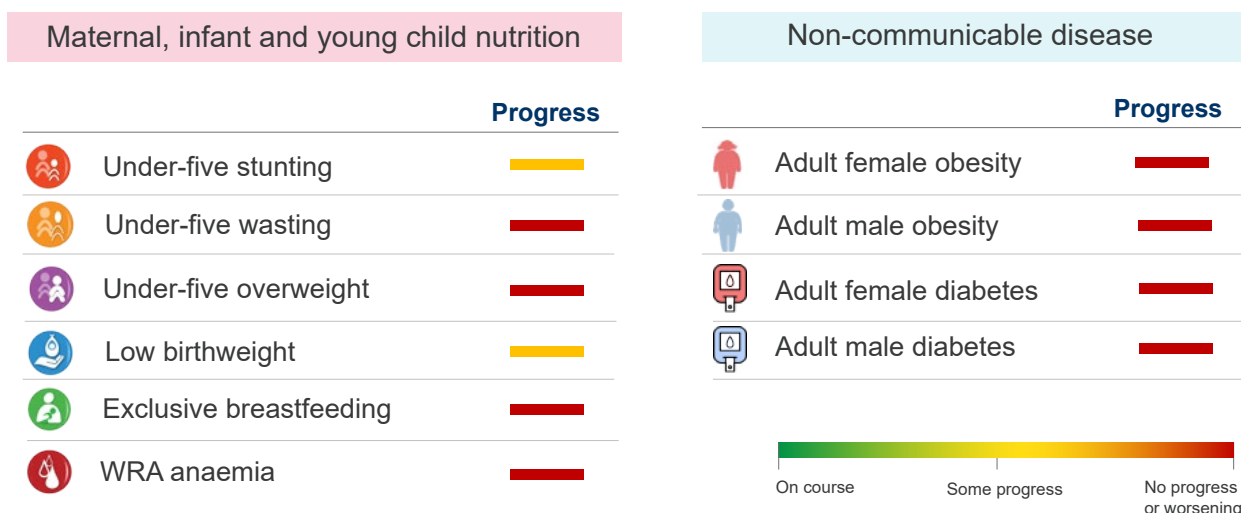 Maternal, infant and young child nutrition
Progress
Under-five stunting
Under-five wasting
Under-five overweight
Low birthweight
Exclusive breastfeeding
WRA anaemia
Non-communicable disease
Progress
Adult female obesity
Adult male obesity
Adult female diabetes
Adult male diabetes
On course
Some progress
No progress
or worsening